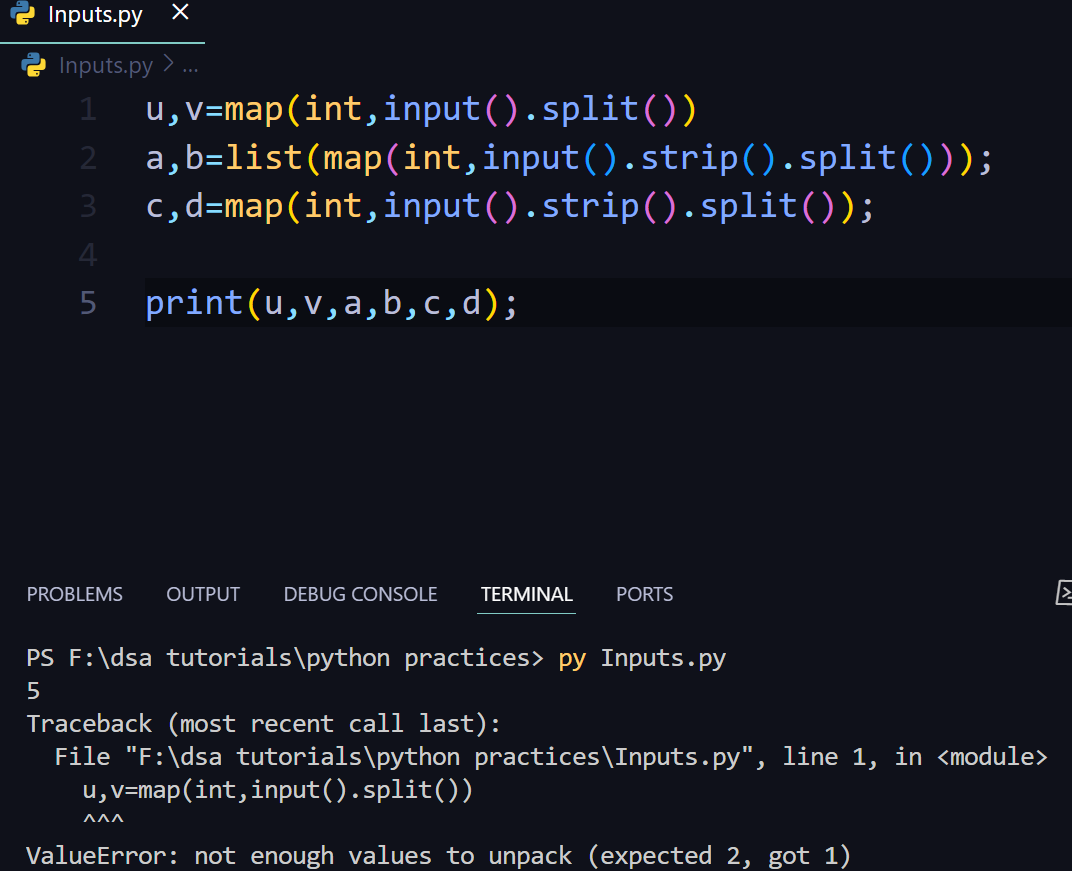 Inputs.py ×
Inputs.py > ...
1 u,v=map(int,input().split())
2 a,b=list(map(int,input().strip().split()));
3 c,d=map(int,input().strip().split());
4
5 print(u,v,a,b,c,d);
PROBLEMS OUTPUT DEBUG CONSOLE TERMINAL PORTS
PS F:\dsa tutorials\python practices> py Inputs.py
5
Traceback (most recent call last):
  File "F:\dsa tutorials\python practices\Inputs.py", line 1, in <module>
    u,v=map(int,input().split())
    ^^^
ValueError: not enough values to unpack (expected 2, got 1)